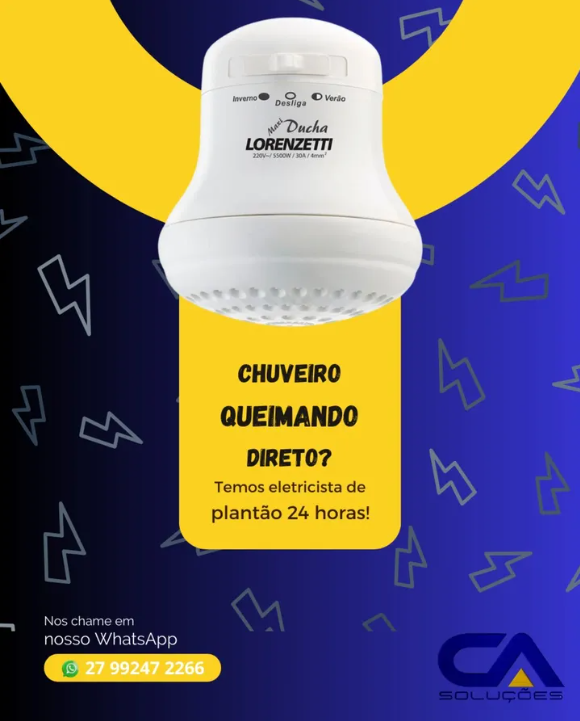 Inverno Desliga Verão
Maxi Ducha
LORENZETTI
220V~/ 5500W / 30A / 4mm²
CHUVEIRO
QUEIMANDO
DIRETO?
Temos eletricista de
plantão 24 horas!
Nos chame em
nosso WhatsApp
27 99247 2266
CA
SOLUÇÕES